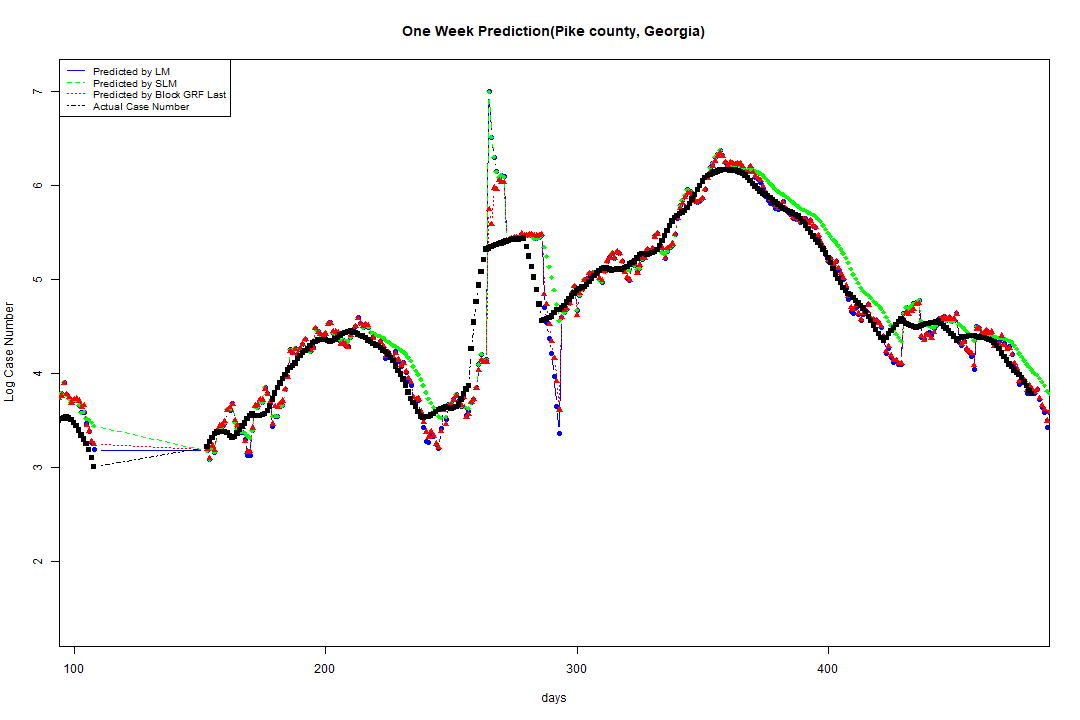 One Week Prediction(Pike county, Georgia)
Predicted by LM
Predicted by SLM
Predicted by Block GRF Last
Actual Case Number
7
6
5
4
3
2
Log Case Number
100 200 300 400
days